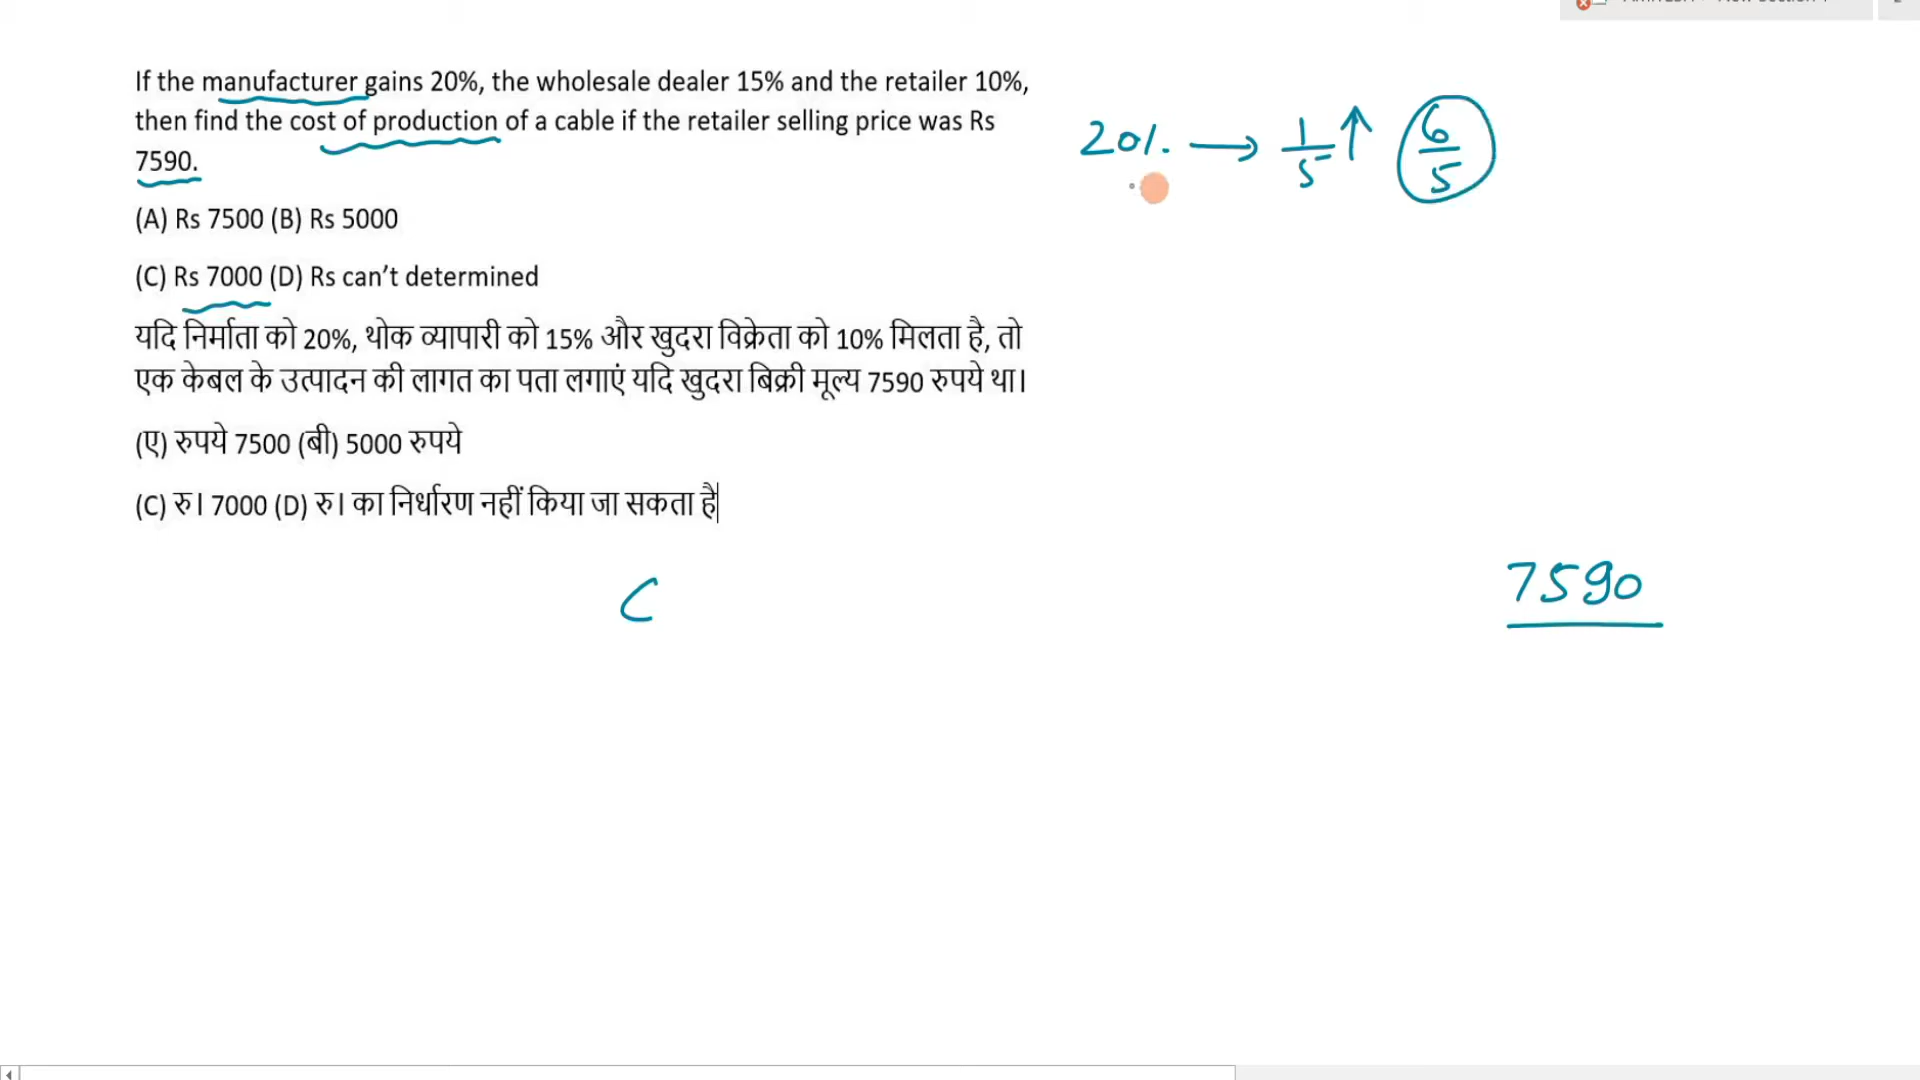 If the manufacturer gains 20%, the wholesale dealer 15% and the retailer 10%,
then find the cost of production of a cable if the retailer selling price was Rs
7590.
(A) Rs 7500 (B) Rs 5000
(C) Rs 7000 (D) Rs can’t determined
यदि निर्माता को 20%, थोक व्यापारी को 15% और खुदरा विक्रेता को 10% मिलता है, तो
एक केबल के उत्पादन की लागत का पता लगाएं यदि खुदरा बिक्री मूल्य 7590 रुपये था।
(ए) रुपये 7500 (बी) 5000 रुपये
(C) रु। 7000 (D) रु। का निर्धारण नहीं किया जा सकता है
20%. → 1/5 ↑ 6/5
C
7590